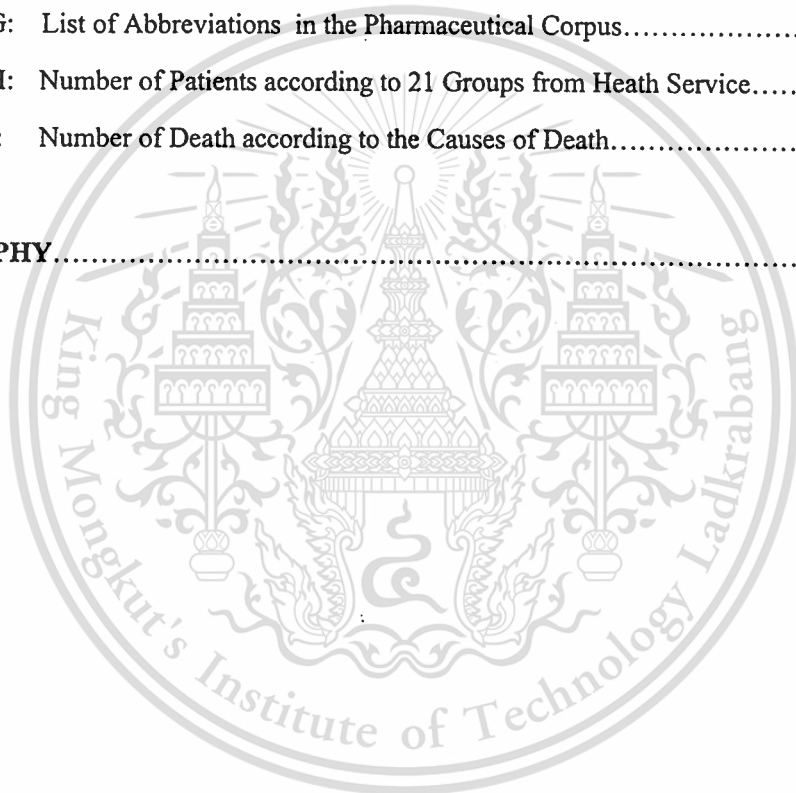 G: List of Abbreviations in the Pharmaceutical Corpus....................
I: Number of Patients according to 21 Groups from Heath Service.....
: Number of Death according to the Causes of Death....................
PHY....................................................................................
King Mongkut's Institute of Technology Ladkrabang